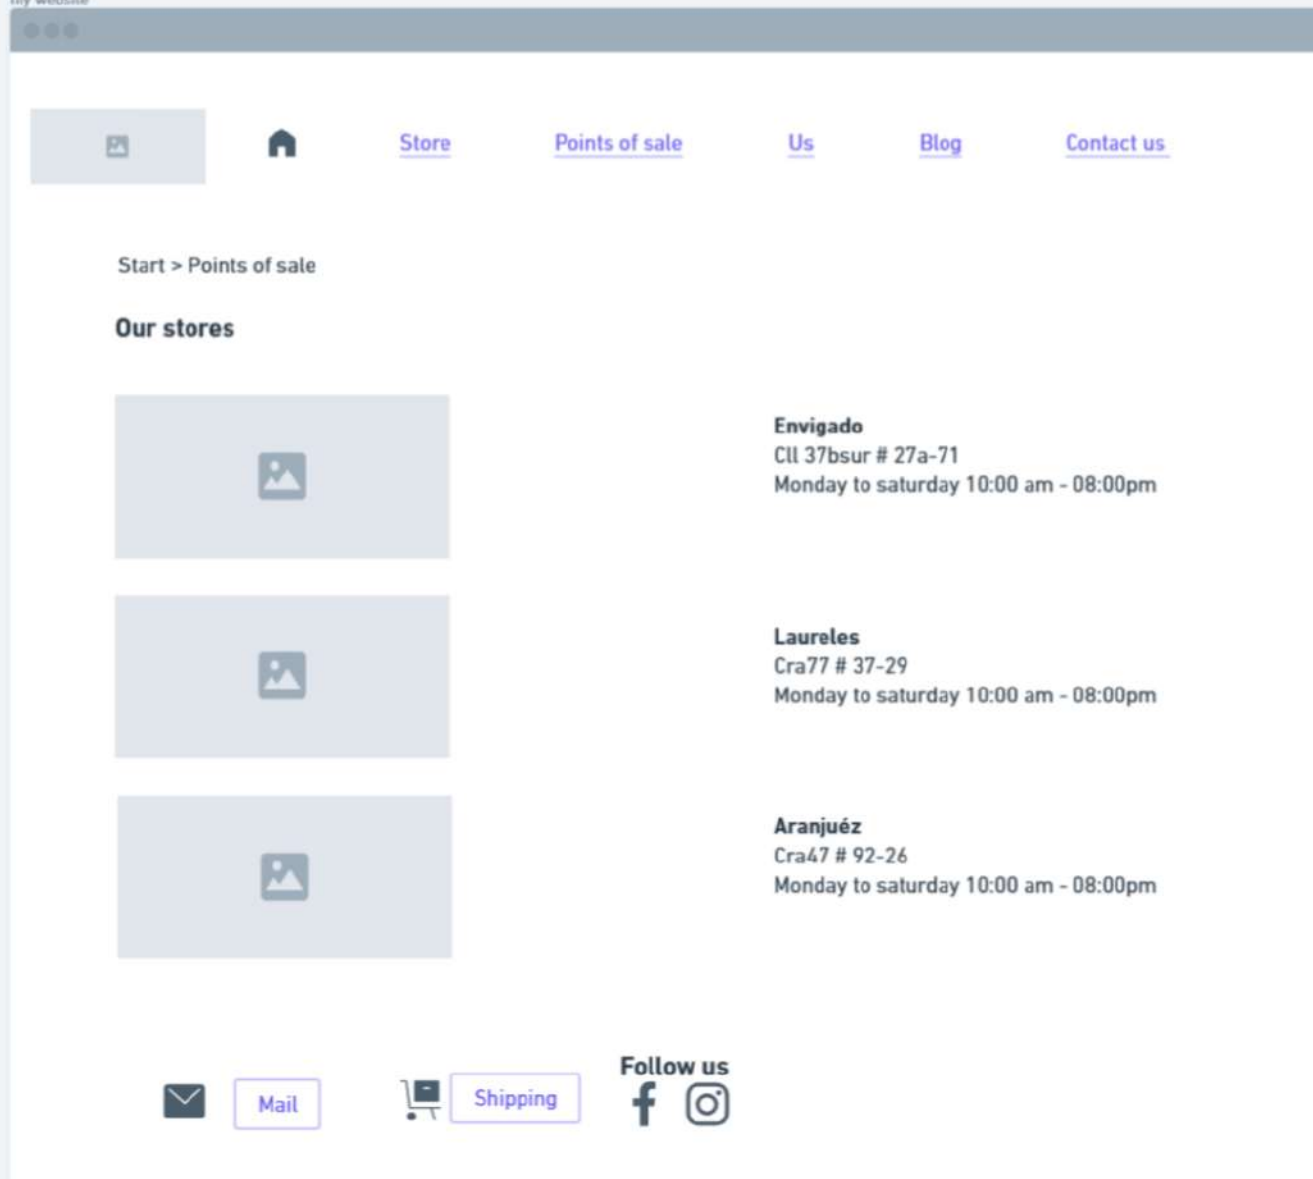 my website
Store
Points of sale
Us
Blog
Contact us
Start > Points of sale
Our stores
Envigado
Cll 37bsur # 27a-71
Monday to saturday 10:00 am - 08:00pm
Laureles
Cra77 # 37-29
Monday to saturday 10:00 am - 08:00pm
Aranjuéz
Cra47 # 92-26
Monday to saturday 10:00 am - 08:00pm
Mail
Shipping
Follow us